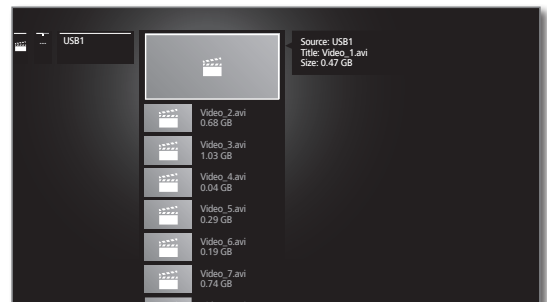 ...
USB1
Source: USB1
Title: Video_1.avi
Size: 0.47 GB
Video_2.avi
0.68 GB
Video_3.avi
1.03 GB
Video_4.avi
0.04 GB
Video_5.avi
0.29 GB
Video_6.avi
0.19 GB
Video_7.avi
0.74 GB